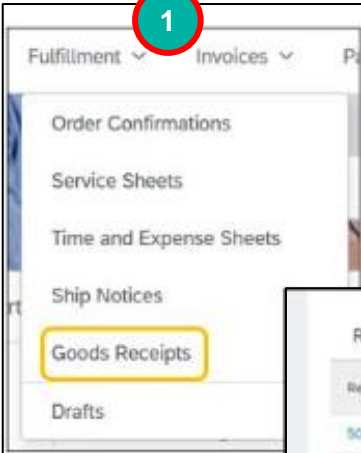 1
Fulfillment Invoices
Order Confirmations
Service Sheets
Time and Expense Sheets
Ship Notices
Goods Receipts
Drafts